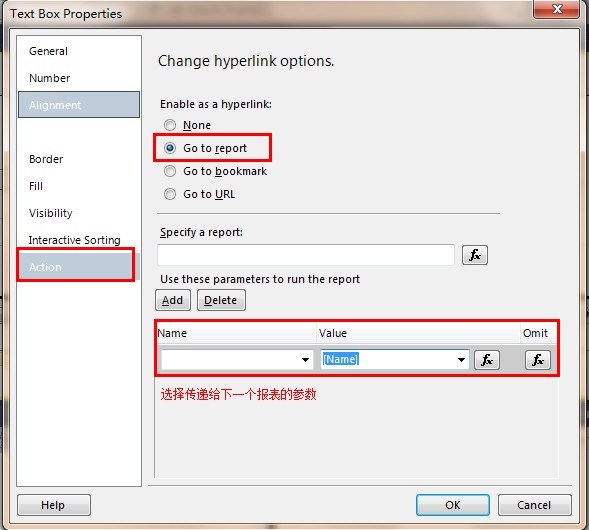 Text Box Properties
General
Number
Alignment
Border
Fill
Visibility
Interactive Sorting
Action
Change hyperlink options.
Enable as a hyperlink:
None
Go to report
Go to bookmark
Go to URL
Specify a report:
fx
Use these parameters to run the report
Add Delete
Name Value Omit
[Name] fx fx
选择传递给下一个报表的参数
Help OK Cancel